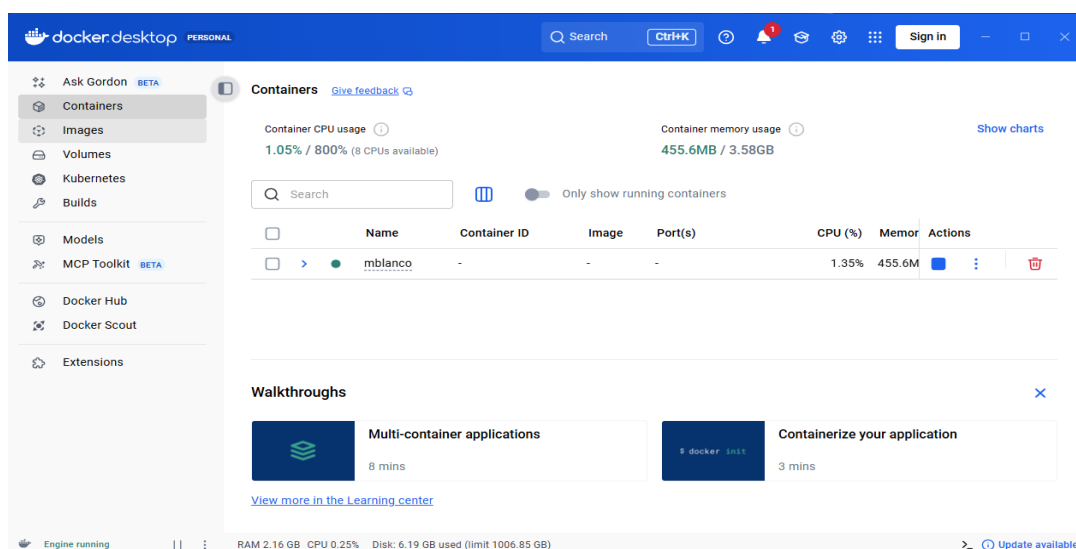 docker.desktop PERSONAL
Search Ctrl+K 1 Sign in
Ask Gordon BETA
Containers
Images
Volumes
Kubernetes
Builds
Models
MCP Toolkit BETA
Docker Hub
Docker Scout
Extensions
Containers Give feedback
Container CPU usage
1.05% / 800% (8 CPUs available)
Container memory usage
455.6MB / 3.58GB
Show charts
Search
Only show running containers
Name Container ID Image Port(s) CPU (%) Memor Actions
mblanco - - - 1.35% 455.6M
Walkthroughs
Multi-container applications
8 mins
$ docker init
Containerize your application
3 mins
View more in the Learning center
Engine running RAM 2.16 GB CPU 0.25% Disk: 6.19 GB used (limit 1006.85 GB) Update available